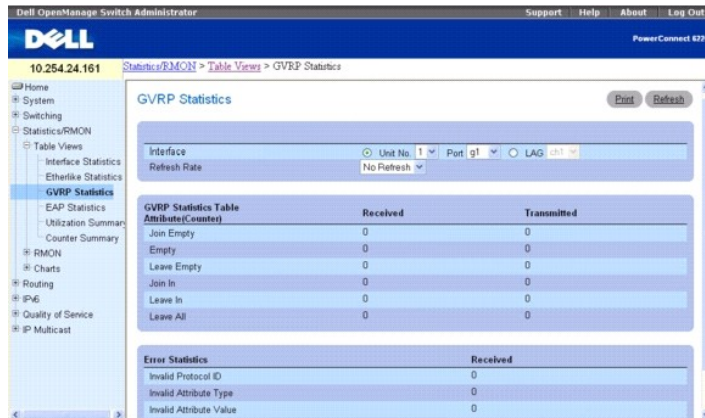 Dell OpenManage Switch Administrator Support Help About Log Out
DELL
PowerConnect 622
10.254.24.161
Statistics/RMON > Table Views > GVRP Statistics
Home
System
Switching
Statistics/RMON
Table Views
Interface Statistics
Etherlike Statistics
GVRP Statistics
EAP Statistics
Utilization Summary
Counter Summary
RMON
Charts
Routing
IPv6
Quality of Service
IP Multicast
GVRP Statistics
Print Refresh
Interface Unit No. 1 Port g1 LAG ch1
Refresh Rate No Refresh
GVRP Statistics Table
Attribute(Counter) Received Transmitted
Join Empty 0 0
Empty 0 0
Leave Empty 0 0
Join In 0 0
Leave In 0 0
Leave All 0 0
Error Statistics Received
Invalid Protocol ID 0
Invalid Attribute Type 0
Invalid Attribute Value 0